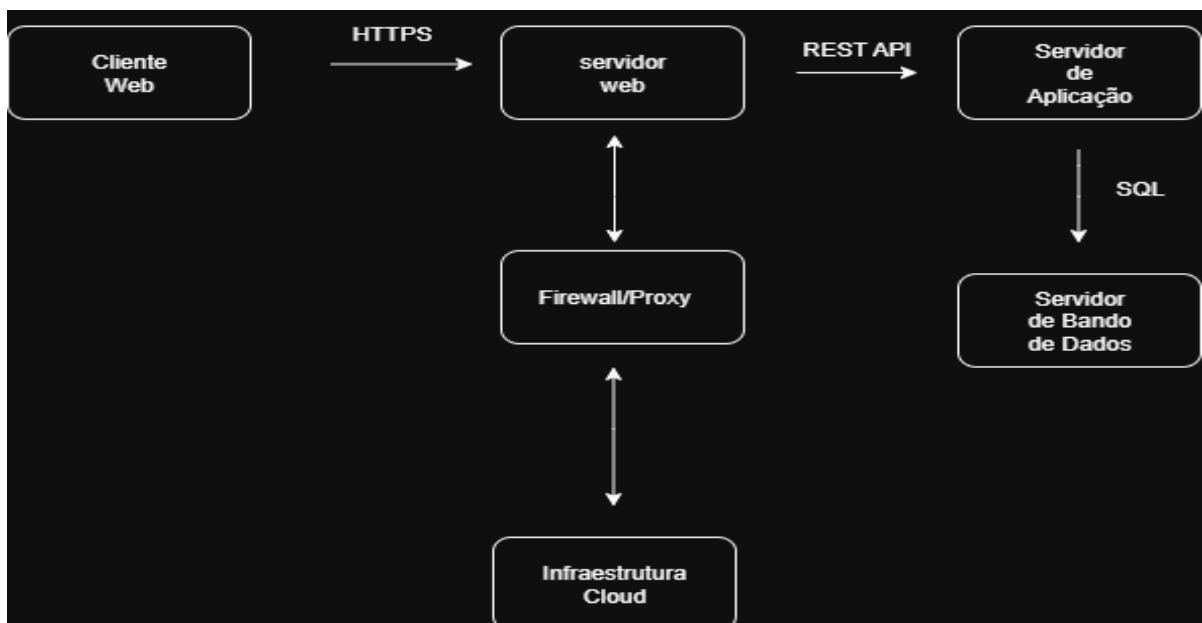 Cliente
Web
HTTPS
servidor
web
REST API
Servidor
de
Aplicação
SQL
Firewall/Proxy
Servidor
de Bando
de Dados
Infraestrutura
Cloud